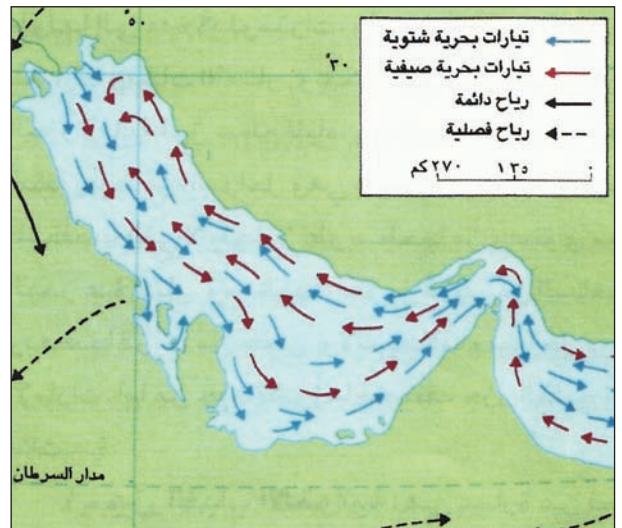 تيارات بحرية شتوية
تيارات بحرية صيفية
رياح دائمة
رياح فصلية
٢٧٠ كم ١٣٥ ٠
°٥٠
°٣٠
مدار السرطان